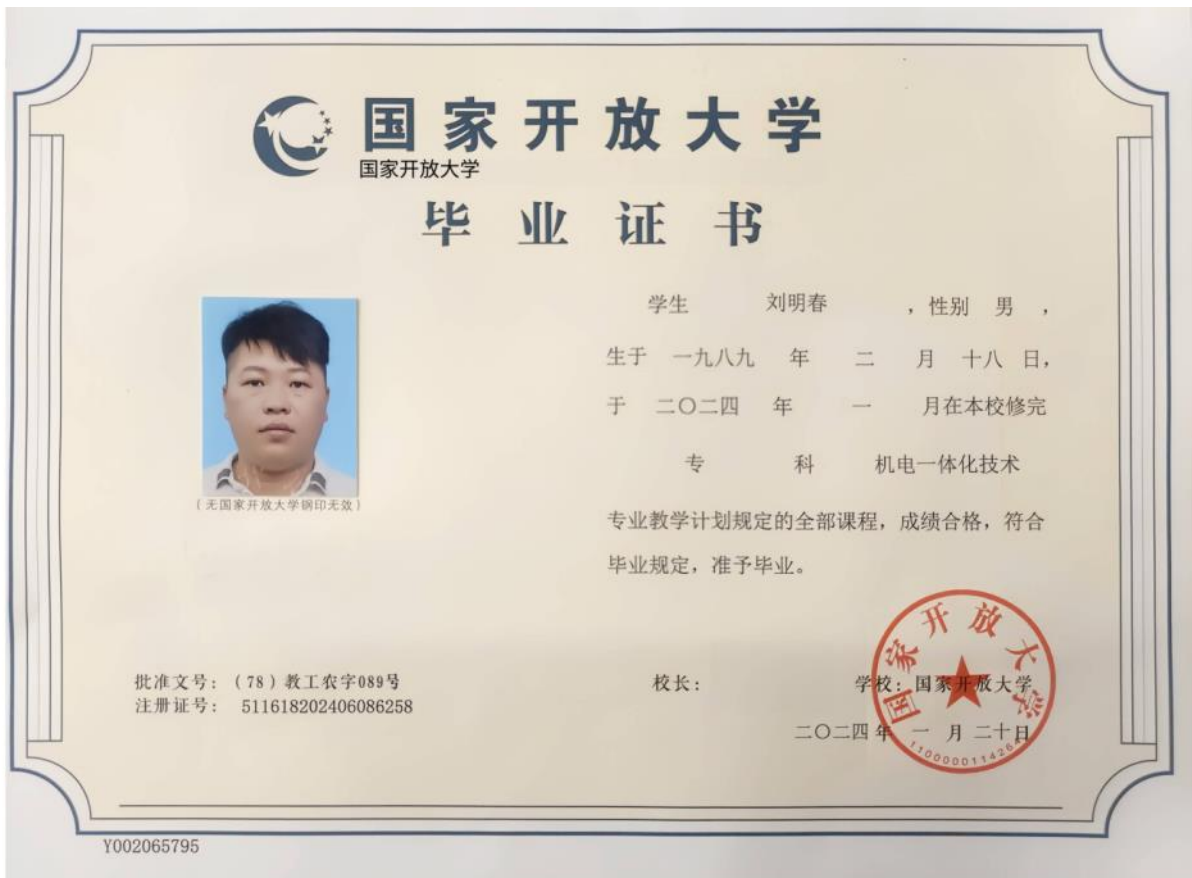 国家开放大学
国家开放大学
毕业证书
学生 刘明春 ，性别 男 ，
生于 一九八九 年 二 月 十八 日，
于 二〇二四 年 一 月在本校修完
专 科 机电一体化技术
专业教学计划规定的全部课程，成绩合格，符合
毕业规定，准予毕业。
（无国家开放大学钢印无效）
批准文号：（78）教工农字089号
注册证号： 511618202406086258
校长：
学校：国家开放大学
二〇二四年 一 月 二十日
国家开放大学
Y002065795